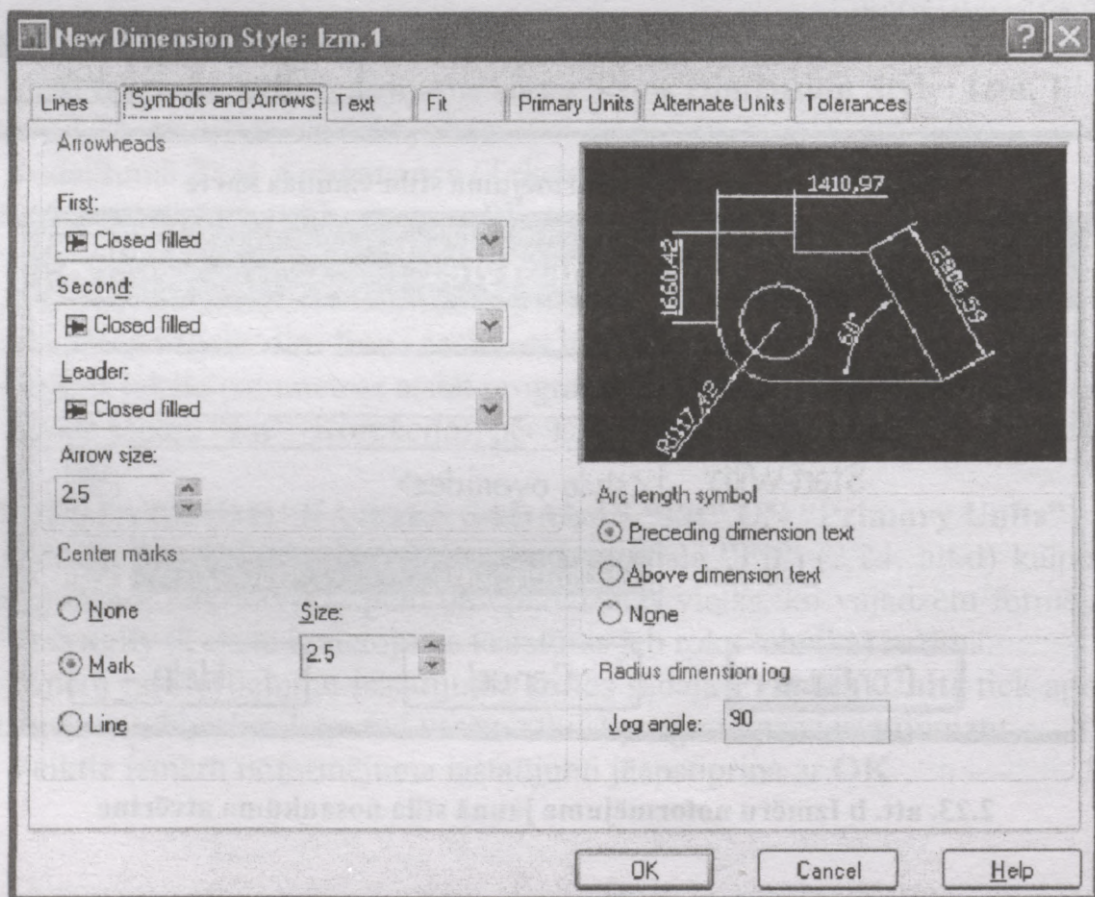 New Dimension Style: Izm.1
Lines Symbols and Arrows Text Fit Primary Units Alternate Units Tolerances
Arrowheads
First:
Closed filled
Second:
Closed filled
Leader:
Closed filled
Arrow size:
2.5
Center marks
None
Mark
Line
Size:
2.5
1410,97
1660,42
2806,59
60°
R1117,42
Arc length symbol
Preceding dimension text
Above dimension text
None
Radius dimension jog
Jog angle: 90
OK Cancel Help